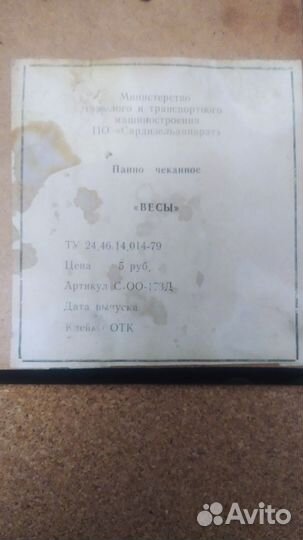 Министерство
тяжелого и транспортного
машиностроения
ПО «Сардизельаппарат»
Панно чеканное
«ВЕСЫ»
ТУ 24.46.14.014-79
Цена 5 руб.
Артикул С-ОО-173Д
Дата выпуска
Клеймо ОТК
Avito